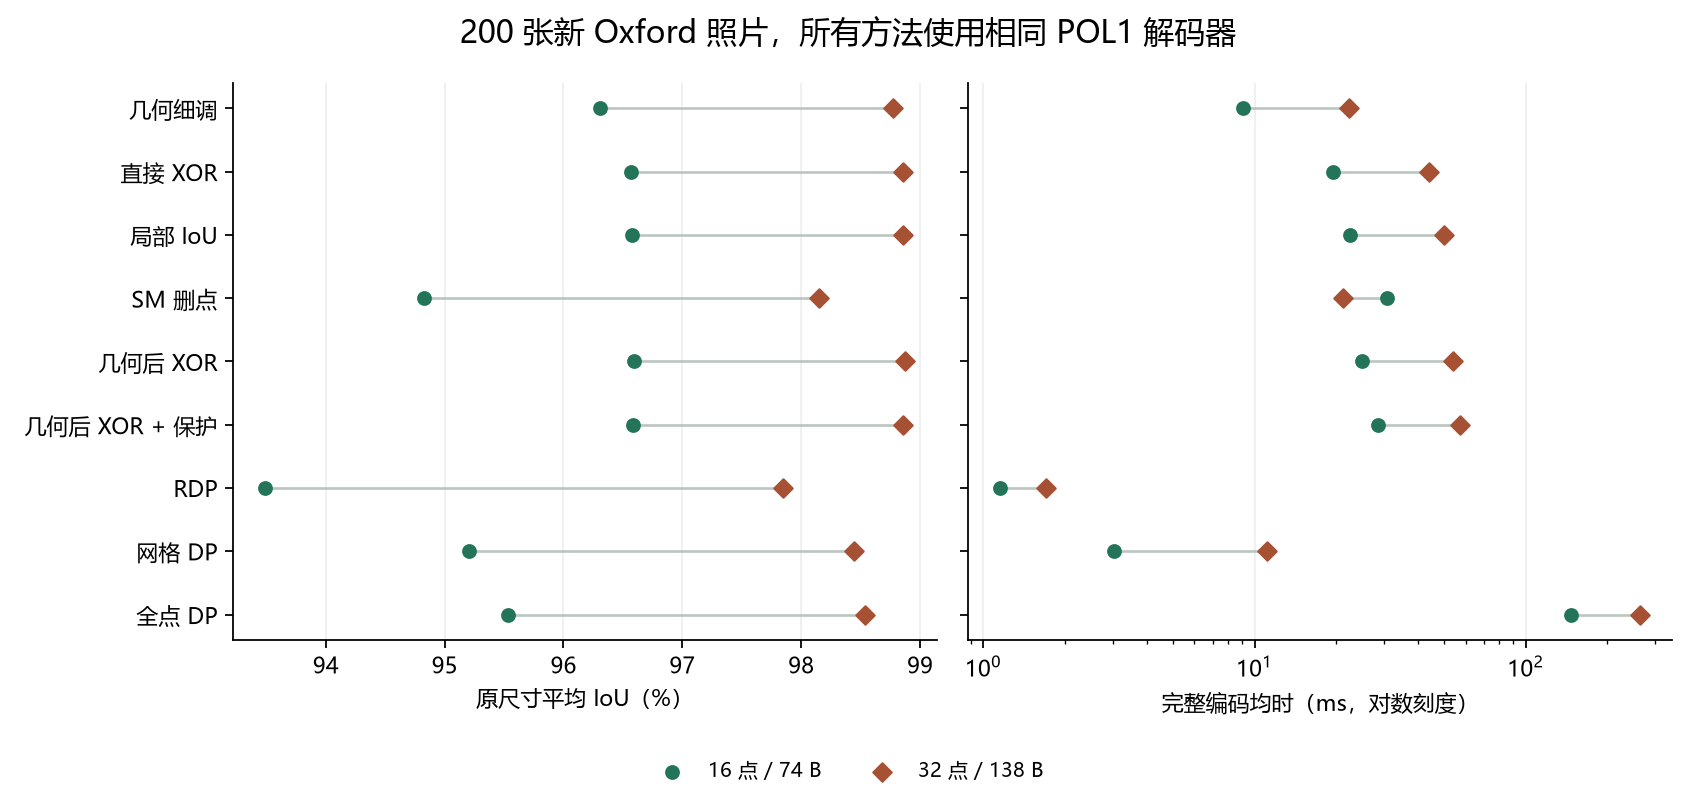 200 张新 Oxford 照片，所有方法使用相同 POL1 解码器
几何细调
直接 XOR
局部 IoU
SM 删点
几何后 XOR
几何后 XOR + 保护
RDP
网格 DP
全点 DP
94 95 96 97 98 99
原尺寸平均 IoU（%）
10⁰ 10¹ 10²
完整编码均时（ms，对数刻度）
16 点 / 74 B 32 点 / 138 B